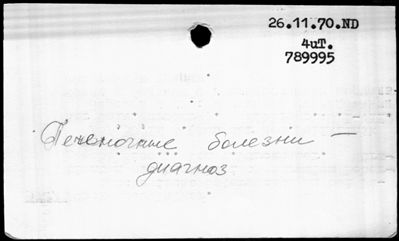 26.11.70.ND
4uT.
789995
Печеночные болезни —
диагноз